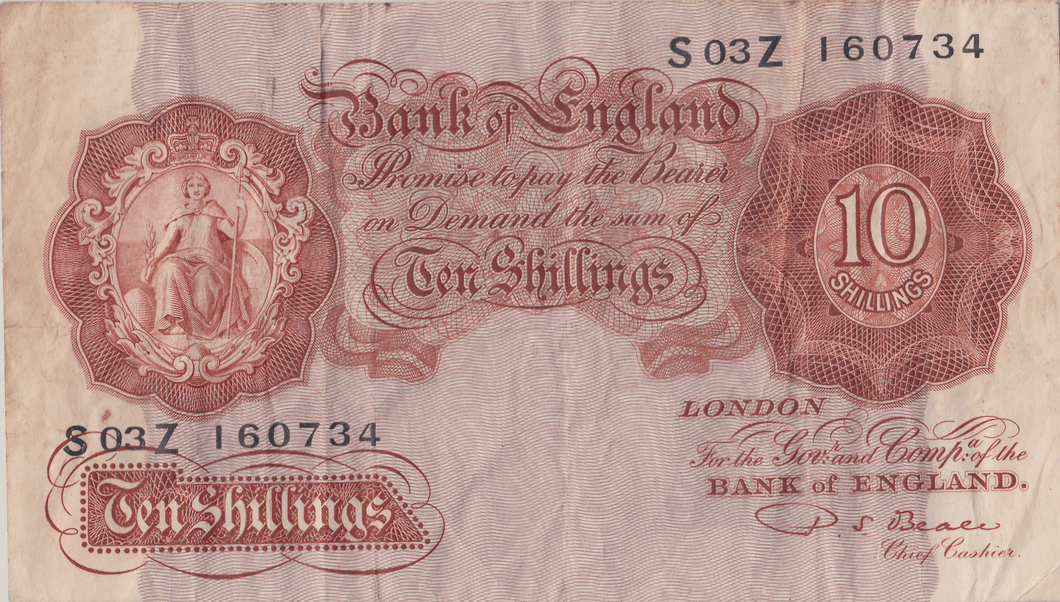 S03Z 160734
Bank of England
Promise to pay the Bearer
on Demand the sum of
Ten Shillings
10
SHILLINGS
S03Z 160734
Ten Shillings
LONDON
For the Govr. and Compa. of the
BANK of ENGLAND.
P. S. Beale
Chief Cashier.